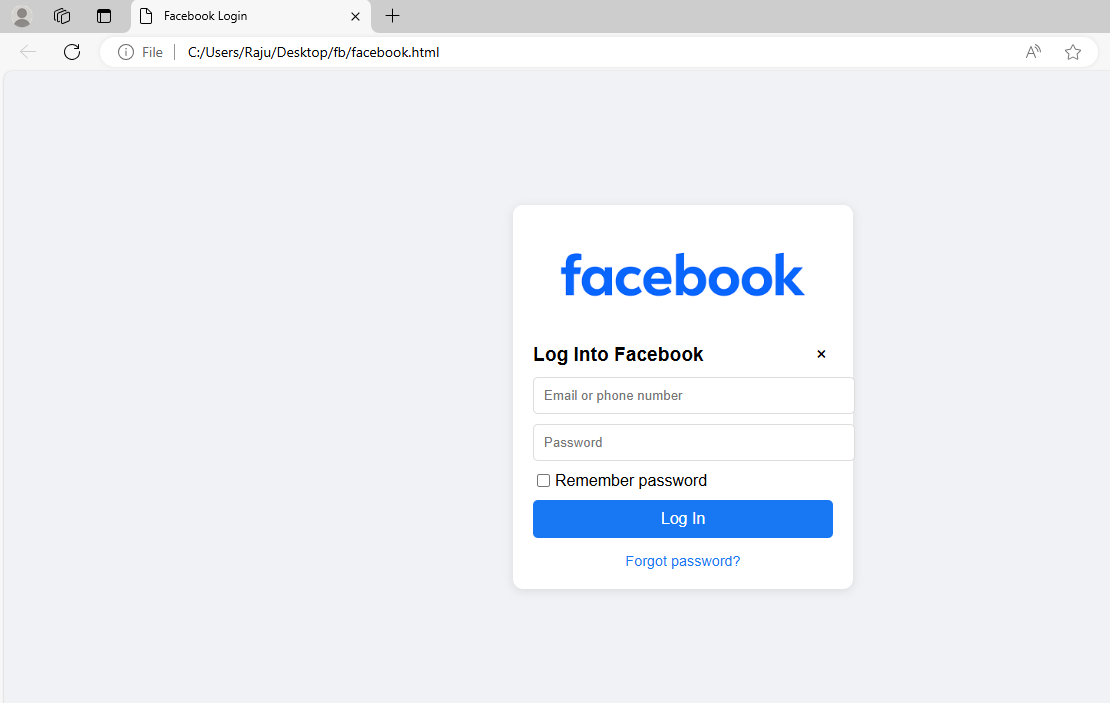 Facebook Login
File
C:/Users/Raju/Desktop/fb/facebook.html
facebook
Log Into Facebook
Email or phone number
Password
Remember password
Log In
Forgot password?